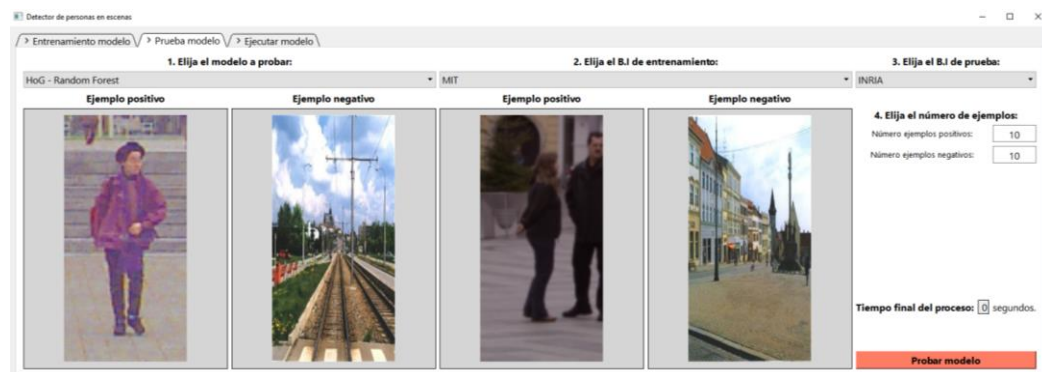 Detector de personas en escenas
> Entrenamiento modelo > Prueba modelo > Ejecutar modelo
1. Elija el modelo a probar: 2. Elija el B.I de entrenamiento: 3. Elija el B.I de prueba:
HoG - Random Forest MIT INRIA
Ejemplo positivo Ejemplo negativo Ejemplo positivo Ejemplo negativo
4. Elija el número de ejemplos:
Número ejemplos positivos: 10
Número ejemplos negativos: 10
Tiempo final del proceso: 0 segundos.
Probar modelo